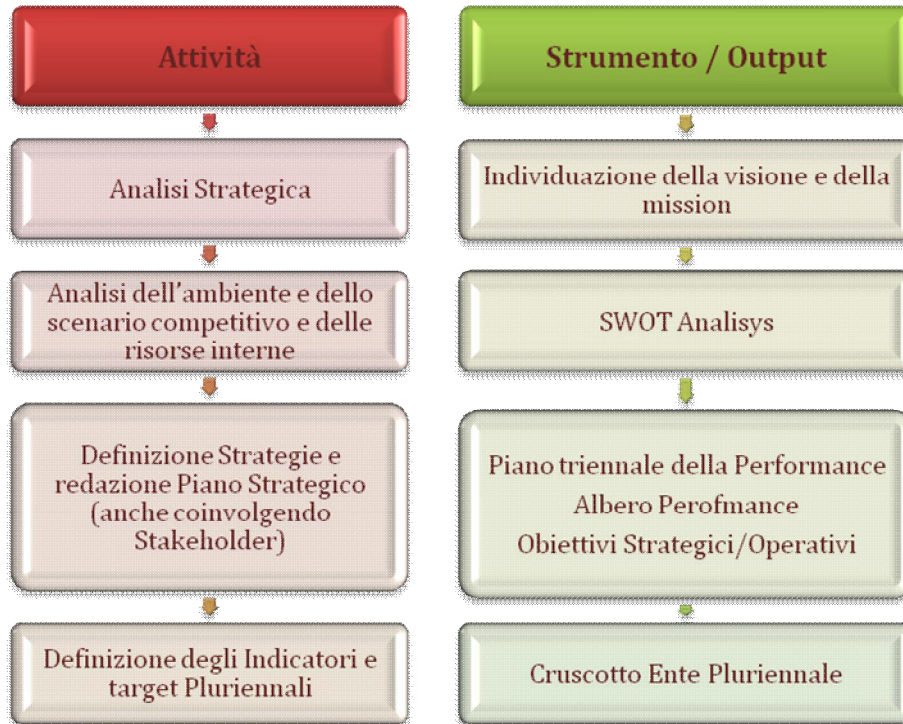 Attività
Analisi Strategica
Analisi dell'ambiente e dello
scenario competitivo e delle
risorse interne
Definizione Strategie e
redazione Piano Strategico
(anche coinvolgendo
Stakeholder)
Definizione degli Indicatori e
target Pluriennali
Strumento / Output
Individuazione della visione e della
mission
SWOT Analisys
Piano triennale della Performance
Albero Perofmance
Obiettivi Strategici/Operativi
Cruscotto Ente Pluriennale